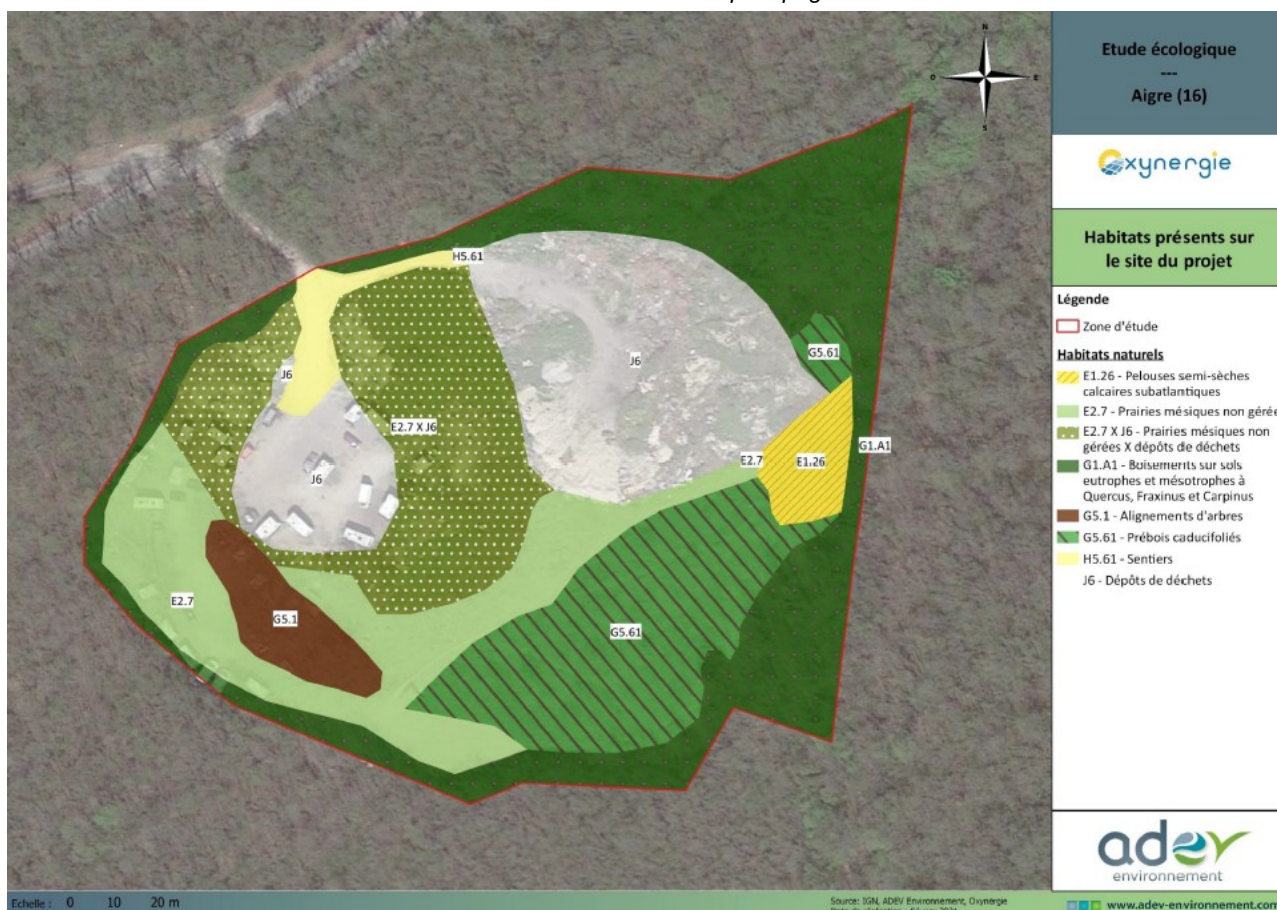 N
O E
S
H5.61
J6
E2.7 X J6
J6
J6
G5.61
E2.7
E1.26
G1.A1
E2.7
G5.1
G5.61
Etude écologique
---
Aigre (16)
Oxynergie
Habitats présents sur
le site du projet
Légende
Zone d'étude
Habitats naturels
E1.26 - Pelouses semi-sèches
calcaires subatlantiques
E2.7 - Prairies mésiques non gérée
E2.7 X J6 - Prairies mésiques non
gérées X dépôts de déchets
G1.A1 - Boisements sur sols
eutrophes et mésotrophes à
Quercus, Fraxinus et Carpinus
G5.1 - Alignements d'arbres
G5.61 - Prébois caducifoliés
H5.61 - Sentiers
J6 - Dépôts de déchets
adev
environnement
Echelle : 0 10 20 m
Source: IGN, ADEV Environnement, Oxynergie
www.adev-environnement.com